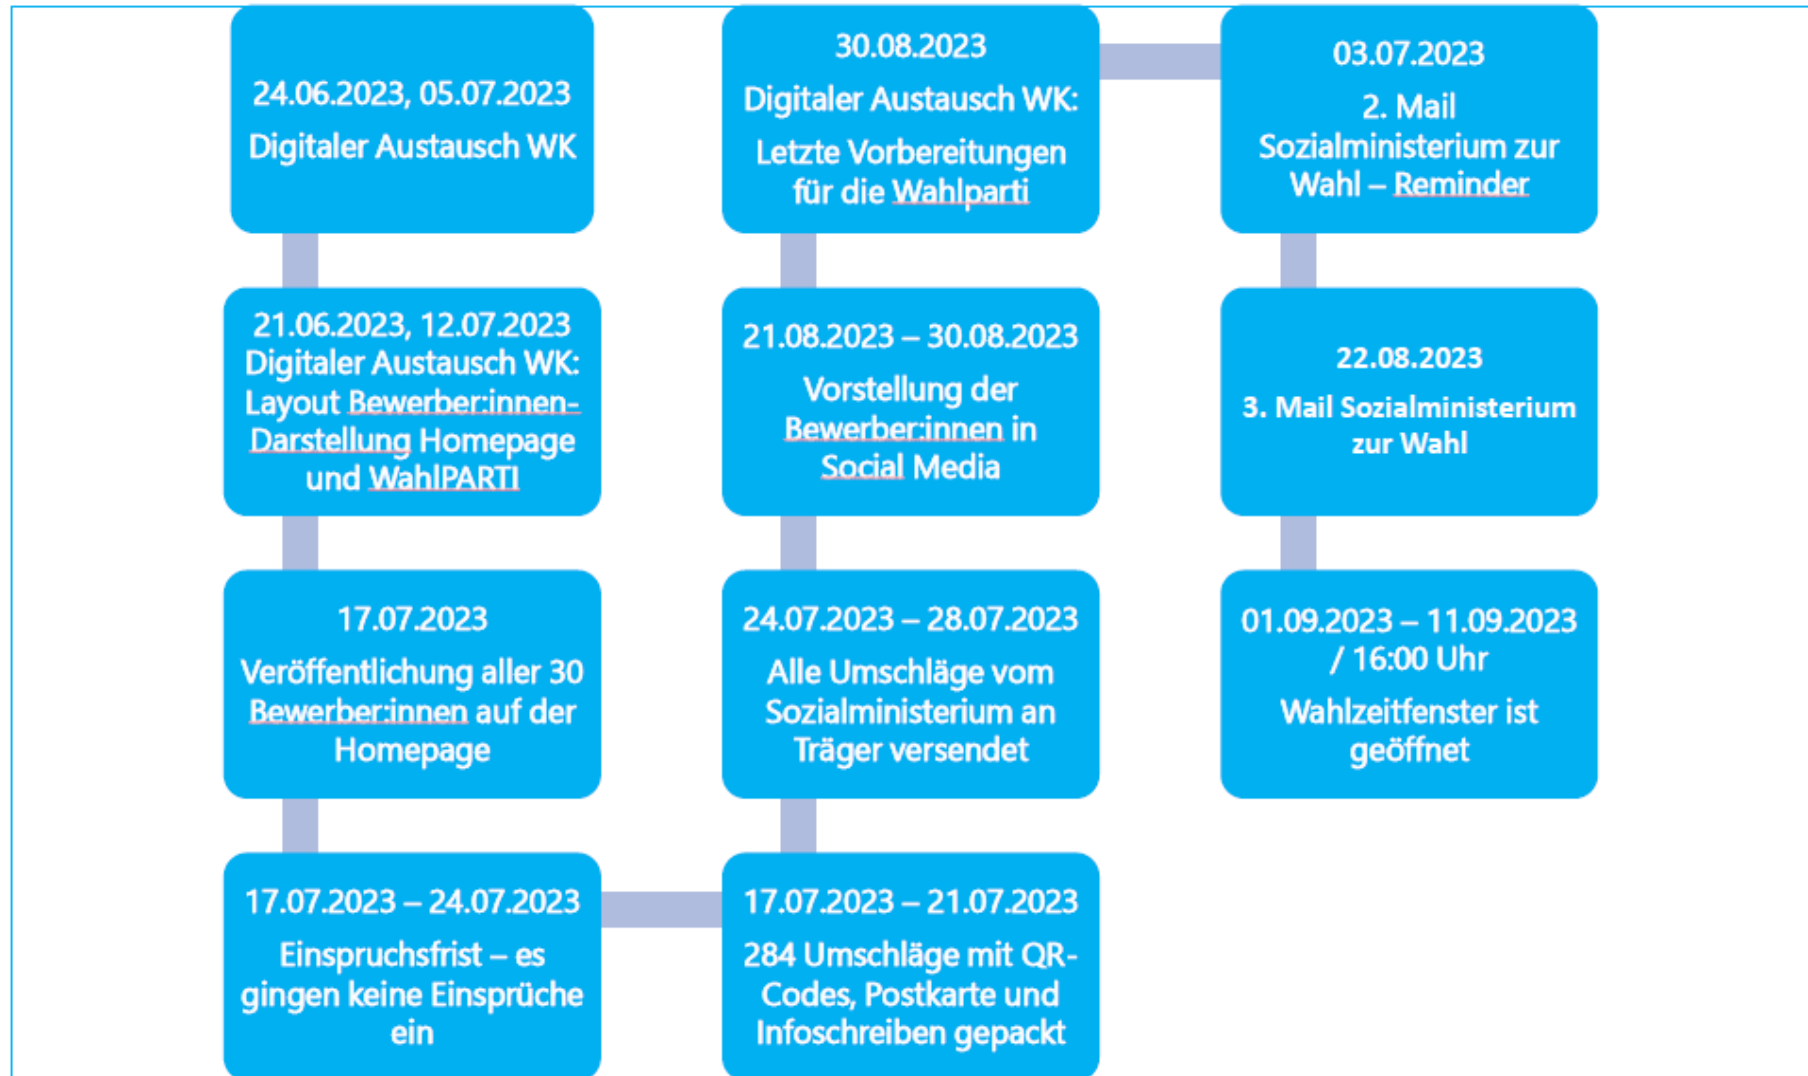 24.06.2023, 05.07.2023
Digitaler Austausch WK
21.06.2023, 12.07.2023
Digitaler Austausch WK:
Layout Bewerber:innen-
Darstellung Homepage
und WahlPARTI
17.07.2023
Veröffentlichung aller 30
Bewerber:innen auf der
Homepage
17.07.2023 – 24.07.2023
Einspruchsfrist – es
gingen keine Einsprüche
ein
17.07.2023 – 21.07.2023
284 Umschläge mit QR-
Codes, Postkarte und
Infoschreiben gepackt
24.07.2023 – 28.07.2023
Alle Umschläge vom
Sozialministerium an
Träger versendet
21.08.2023 – 30.08.2023
Vorstellung der
Bewerber:innen in
Social Media
30.08.2023
Digitaler Austausch WK:
Letzte Vorbereitungen
für die Wahlparti
03.07.2023
2. Mail
Sozialministerium zur
Wahl – Reminder
22.08.2023
3. Mail Sozialministerium
zur Wahl
01.09.2023 – 11.09.2023
/ 16:00 Uhr
Wahlzeitfenster ist
geöffnet